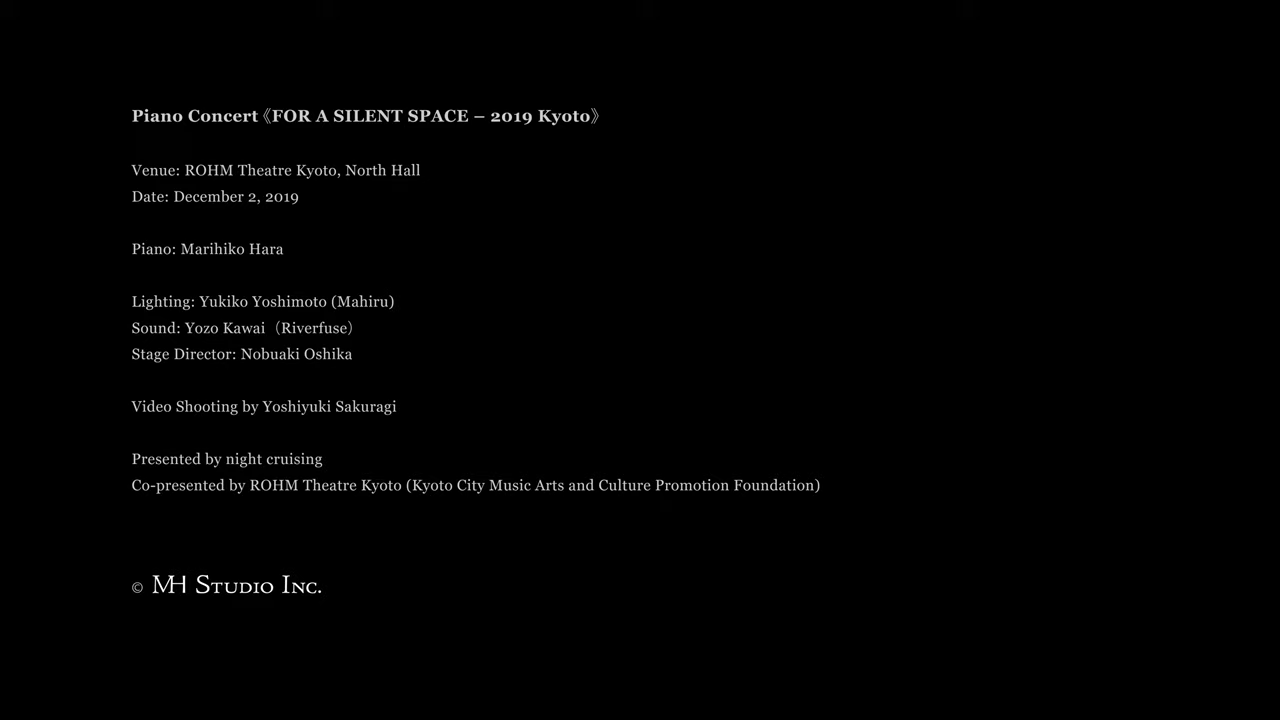 Piano Concert《FOR A SILENT SPACE – 2019 Kyoto》
Venue: ROHM Theatre Kyoto, North Hall
Date: December 2, 2019
Piano: Marihiko Hara
Lighting: Yukiko Yoshimoto (Mahiru)
Sound: Yozo Kawai（Riverfuse）
Stage Director: Nobuaki Oshika
Video Shooting by Yoshiyuki Sakuragi
Presented by night cruising
Co-presented by ROHM Theatre Kyoto (Kyoto City Music Arts and Culture Promotion Foundation)
© MH Studio Inc.